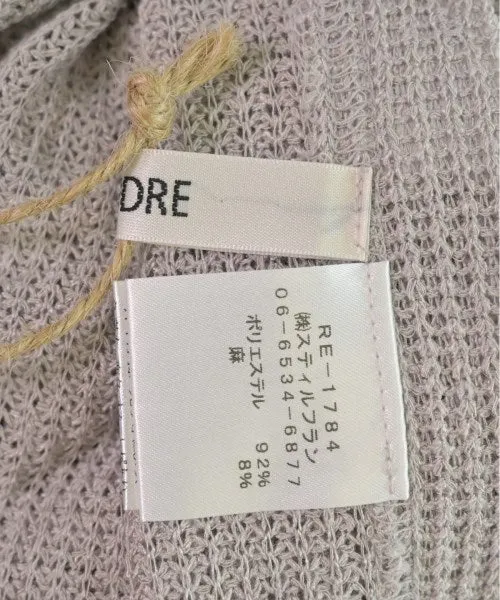 DRE
RE-1784
㈱スティルフラン
06-6534-6877
ポリエステル 92%
麻 8%